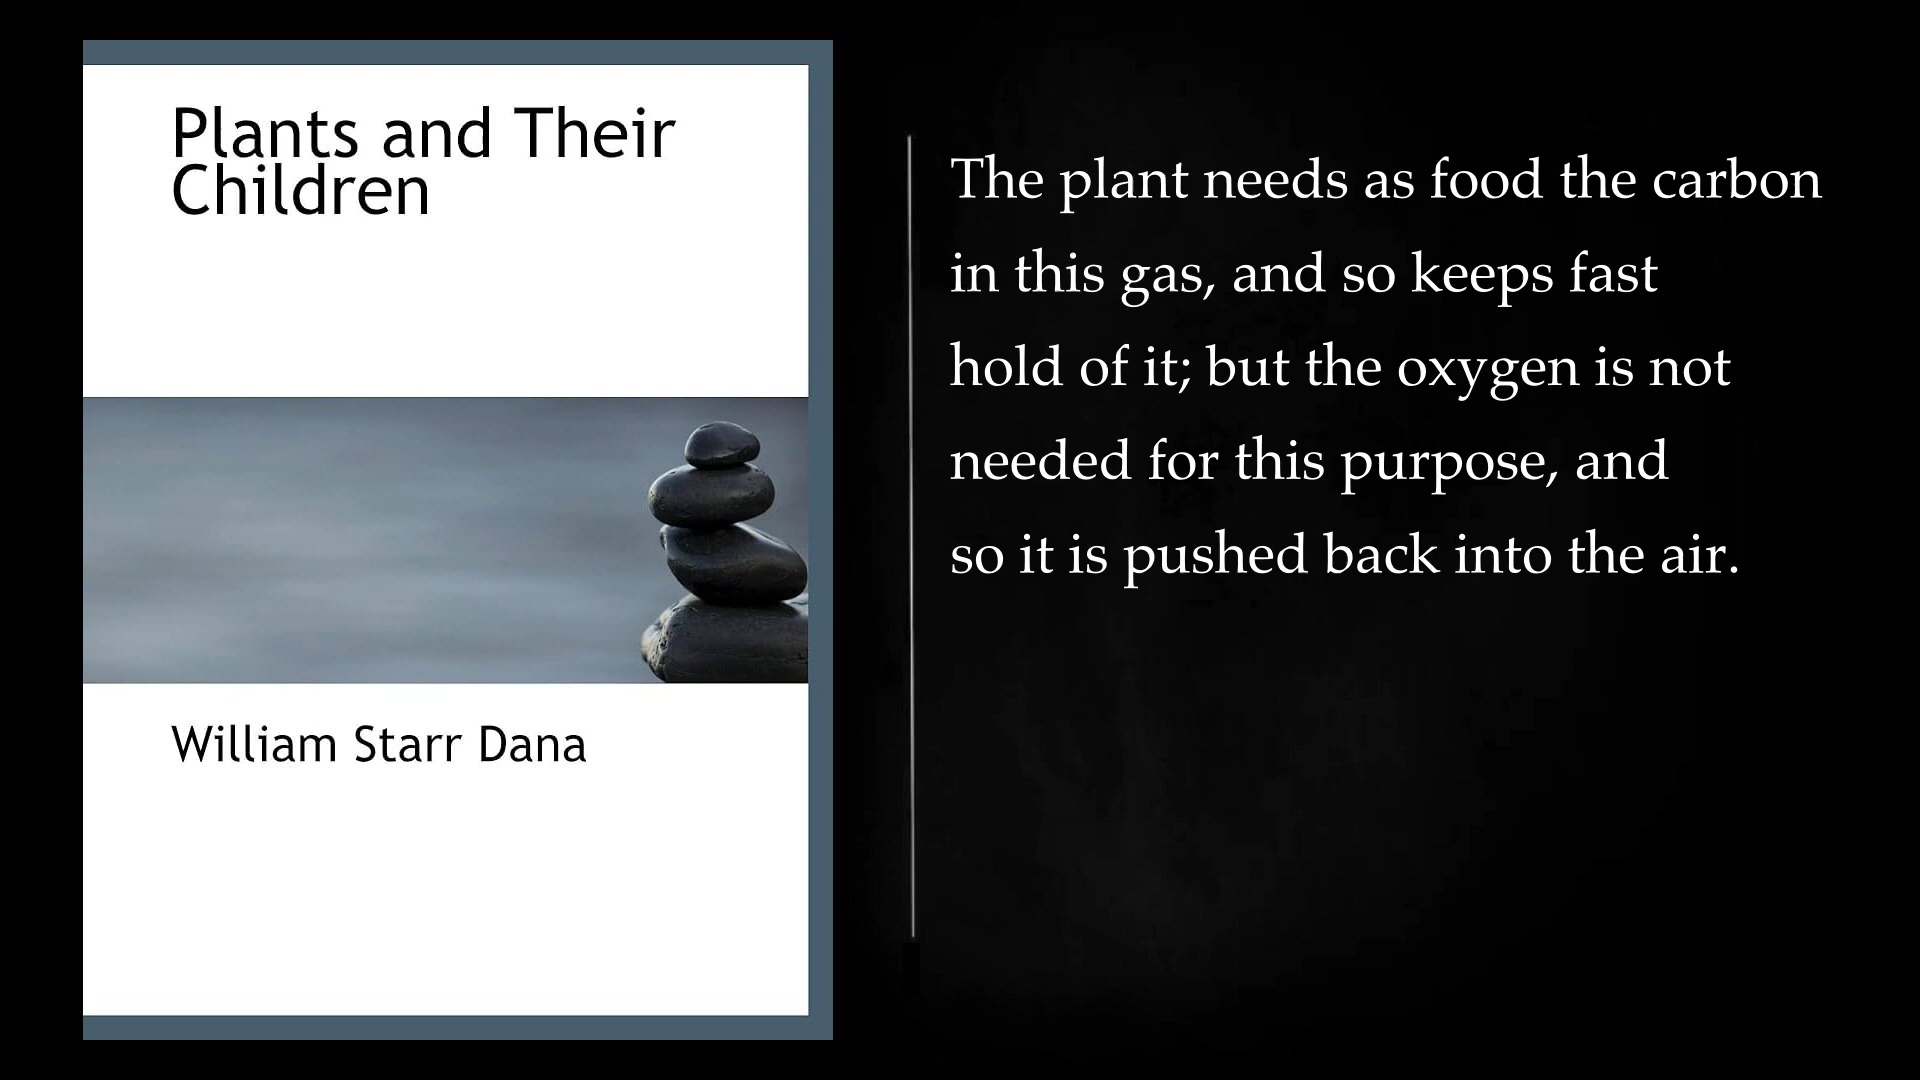 Plants and Their
Children
William Starr Dana
The plant needs as food the carbon
in this gas, and so keeps fast
hold of it; but the oxygen is not
needed for this purpose, and
so it is pushed back into the air.